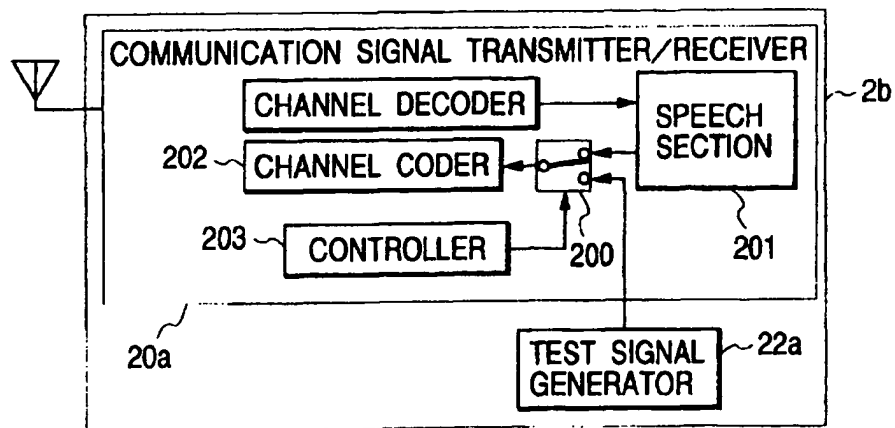 COMMUNICATION SIGNAL TRANSMITTER/RECEIVER
2b
CHANNEL DECODER
SPEECH
SECTION
202
CHANNEL CODER
203
CONTROLLER
200
201
20a
TEST SIGNAL
GENERATOR
22a